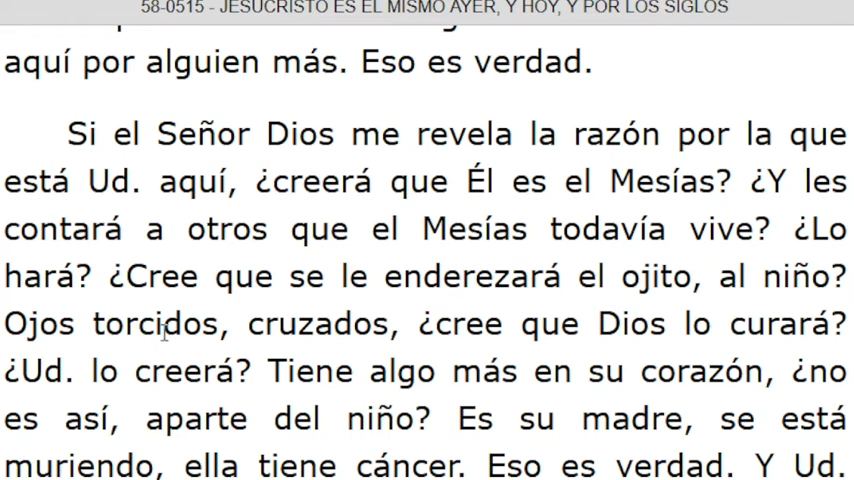 58-0515 - JESUCRISTO ES EL MISMO AYER, Y HOY, Y POR LOS SIGLOS
aquí por alguien más. Eso es verdad.
Si el Señor Dios me revela la razón por la que
está Ud. aquí, ¿creerá que Él es el Mesías? ¿Y les
contará a otros que el Mesías todavía vive? ¿Lo
hará? ¿Cree que se le enderezará el ojito, al niño?
Ojos torcidos, cruzados, ¿cree que Dios lo curará?
¿Ud. lo creerá? Tiene algo más en su corazón, ¿no
es así, aparte del niño? Es su madre, se está
muriendo, ella tiene cáncer. Eso es verdad. Y Ud.